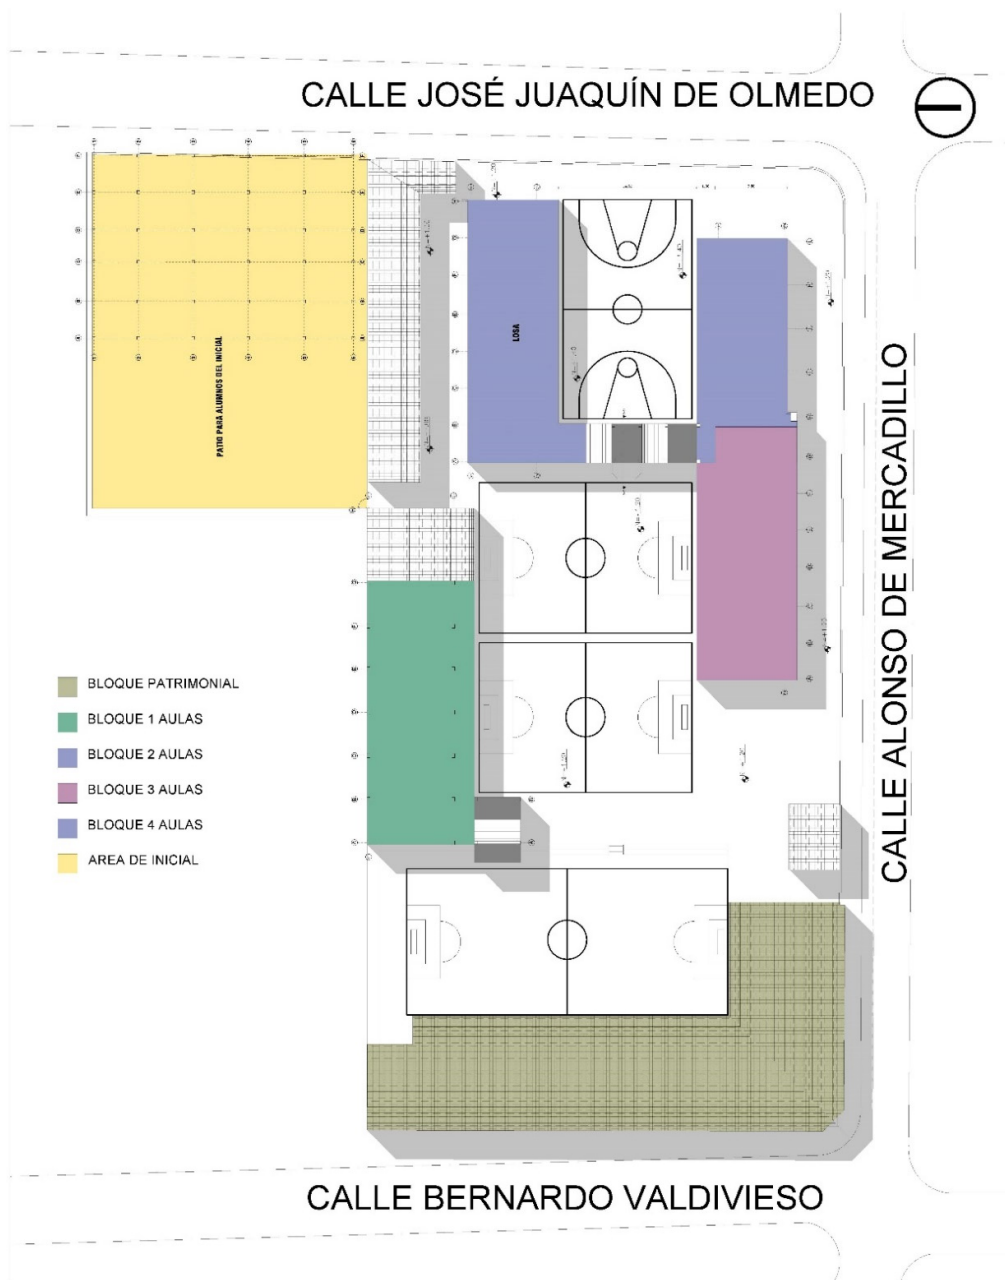 CALLE JOSÉ JUAQUÍN DE OLMEDO
PATIO PARA ALUMNOS DEL INICIAL
LOSA
CALLE ALONSO DE MERCADILLO
BLOQUE PATRIMONIAL
BLOQUE 1 AULAS
BLOQUE 2 AULAS
BLOQUE 3 AULAS
BLOQUE 4 AULAS
AREA DE INICIAL
CALLE BERNARDO VALDIVIESO